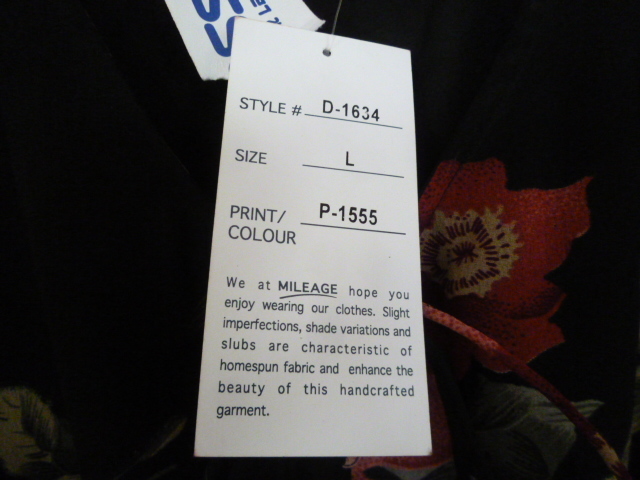 STYLE # D-1634
SIZE L
PRINT/
COLOUR P-1555
We at MILEAGE hope you
enjoy wearing our clothes. Slight
imperfections, shade variations and
slubs are characteristic of
homespun fabric and enhance the
beauty of this handcrafted
garment.